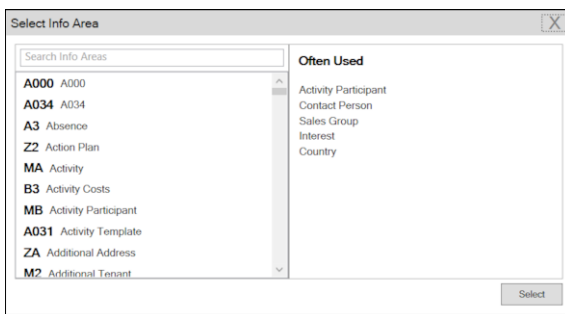 Select Info Area
X
Search Info Areas
A000 A000
A034 A034
A3 Absence
Z2 Action Plan
MA Activity
B3 Activity Costs
MB Activity Participant
A031 Activity Template
ZA Additional Address
M2 Additional Tenant
Often Used
Activity Participant
Contact Person
Sales Group
Interest
Country
Select